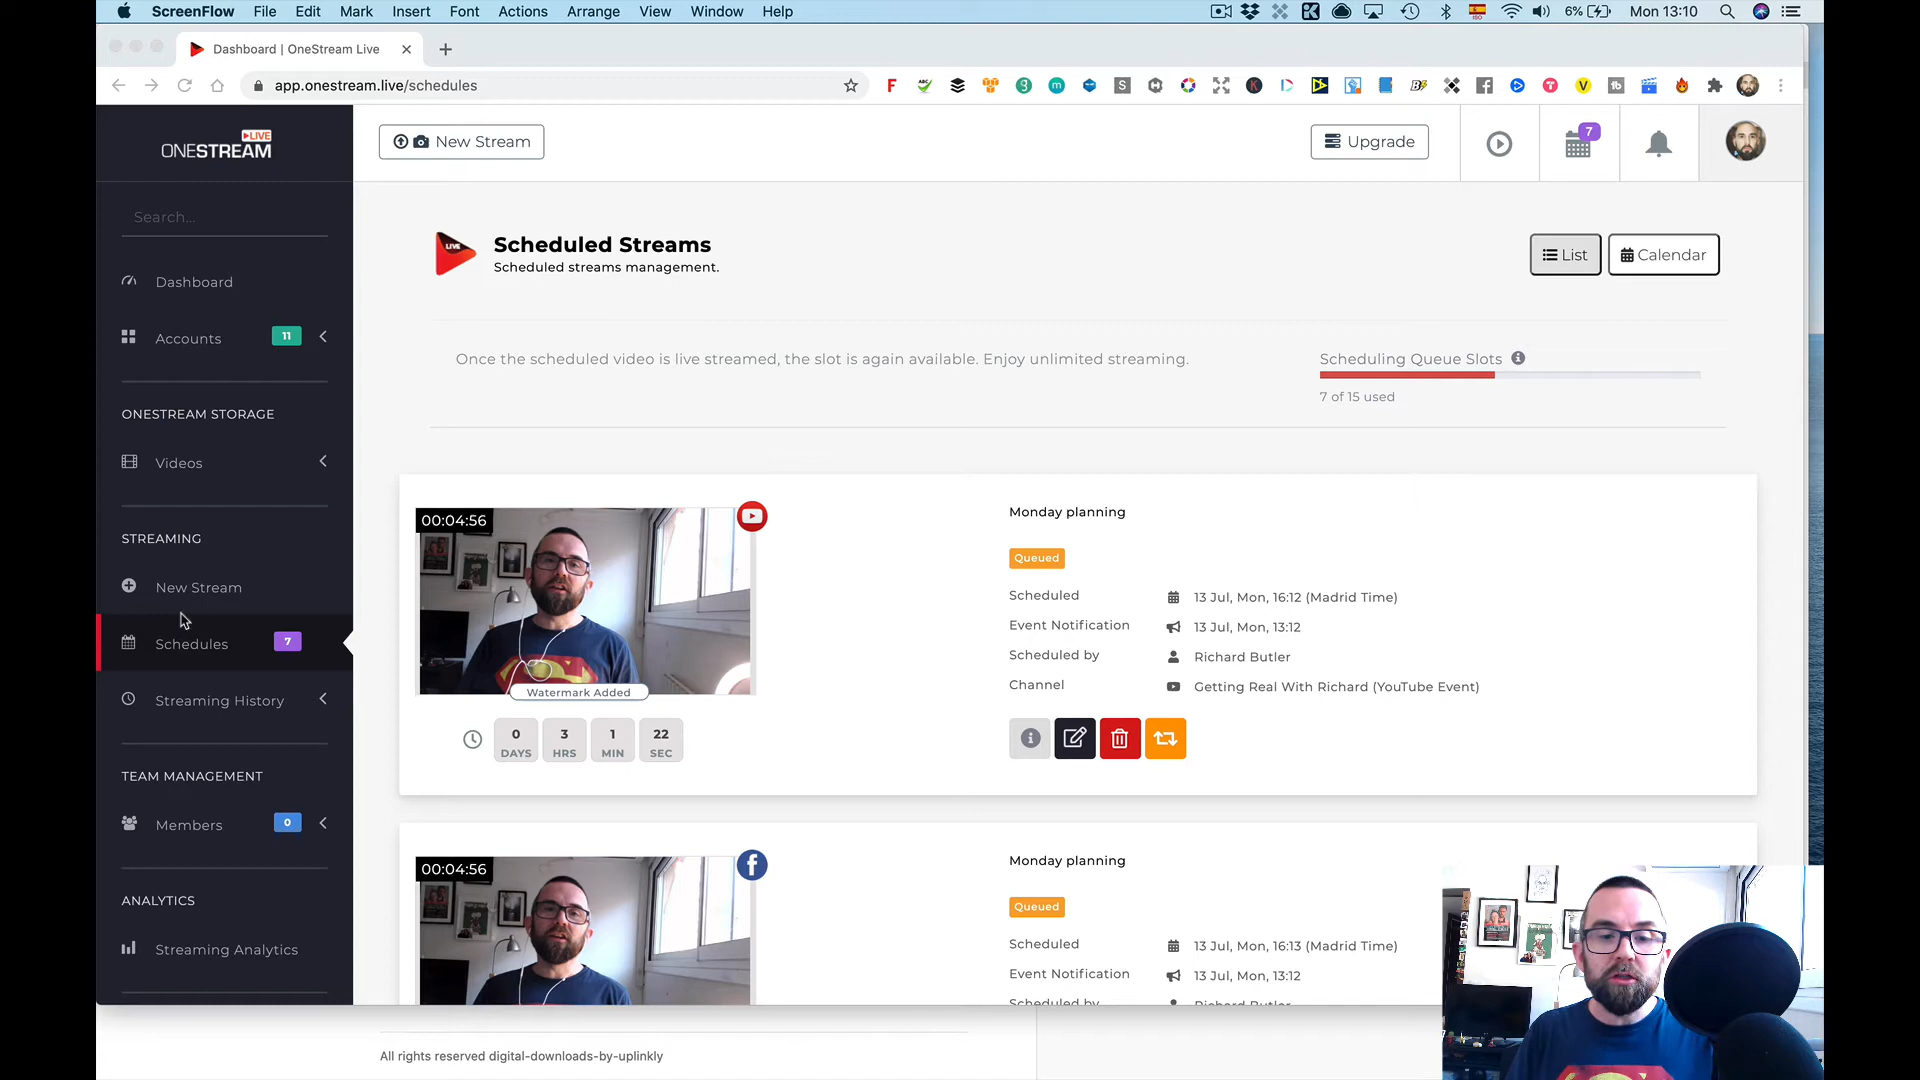 ScreenFlow File Edit Mark Insert Font Actions Arrange View Window Help
ISO 6% Mon 13:10
Dashboard | OneStream Live
app.onestream.live/schedules
LIVE
ONESTREAM
New Stream
Upgrade
7
Search...
Dashboard
Accounts 11
ONESTREAM STORAGE
Videos
STREAMING
New Stream
Schedules 7
Streaming History
TEAM MANAGEMENT
Members 0
ANALYTICS
Streaming Analytics
LIVE
Scheduled Streams
Scheduled streams management.
List
Calendar
Once the scheduled video is live streamed, the slot is again available. Enjoy unlimited streaming.
Scheduling Queue Slots
7 of 15 used
00:04:56
Watermark Added
0 DAYS
3 HRS
1 MIN
22 SEC
Monday planning
Queued
Scheduled 13 Jul, Mon, 16:12 (Madrid Time)
Event Notification 13 Jul, Mon, 13:12
Scheduled by Richard Butler
Channel Getting Real With Richard (YouTube Event)
00:04:56
Monday planning
Queued
Scheduled 13 Jul, Mon, 16:13 (Madrid Time)
Event Notification 13 Jul, Mon, 13:12
Scheduled by Richard Butler
All rights reserved digital-downloads-by-uplinkly